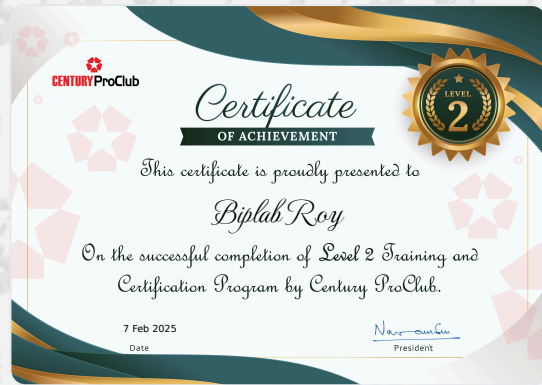 CENTURY ProClub
Certificate
OF ACHIEVEMENT
LEVEL
2
This certificate is proudly presented to
Biplab Roy
On the successful completion of Level 2 Training and
Certification Program by Century ProClub.
7 Feb 2025
Date
President